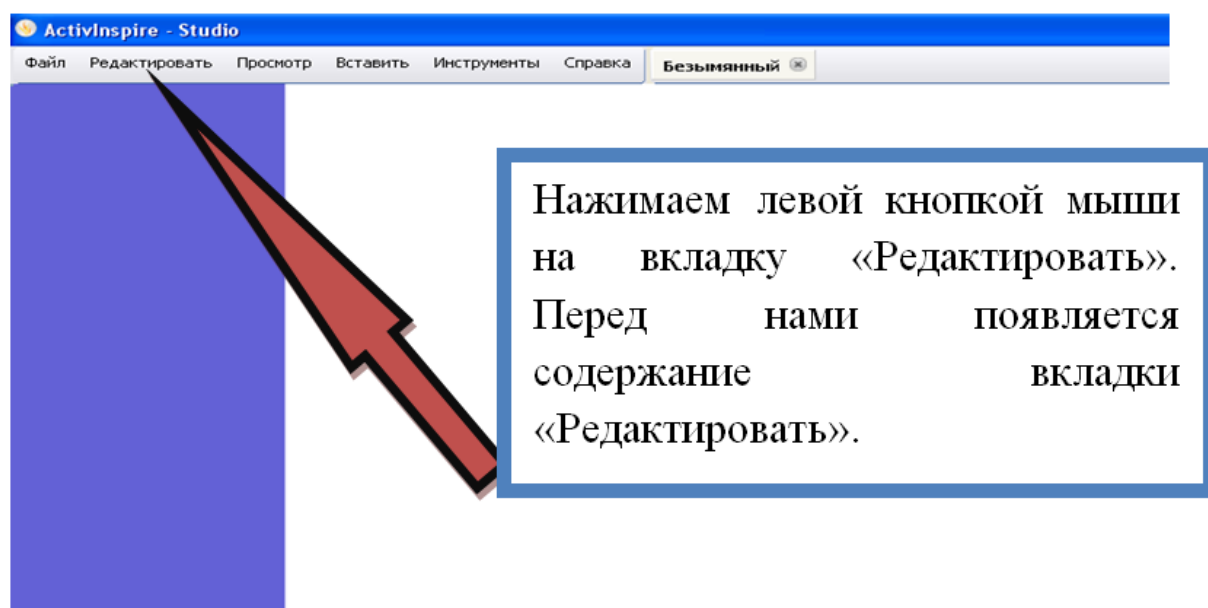 ActivInspire - Studio
Файл Редактировать Просмотр Вставить Инструменты Справка Безымянный
Нажимаем левой кнопкой мыши
на вкладку «Редактировать».
Перед нами появляется
содержание вкладки
«Редактировать».